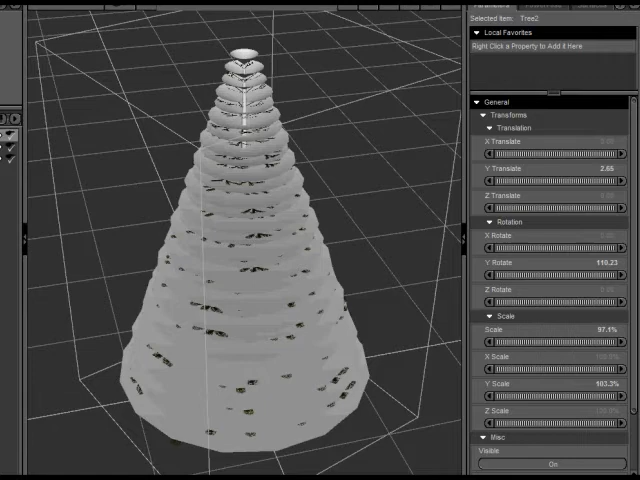 Selected Item: Tree2
Local Favorites
Right Click a Property to Add it Here
General
Transforms
Translation
X Translate
Y Translate 2.65
Z Translate
Rotation
X Rotate
Y Rotate 110.23
Z Rotate
Scale
Scale 97.1%
X Scale
Y Scale 103.3%
Z Scale
Misc
Visible
On